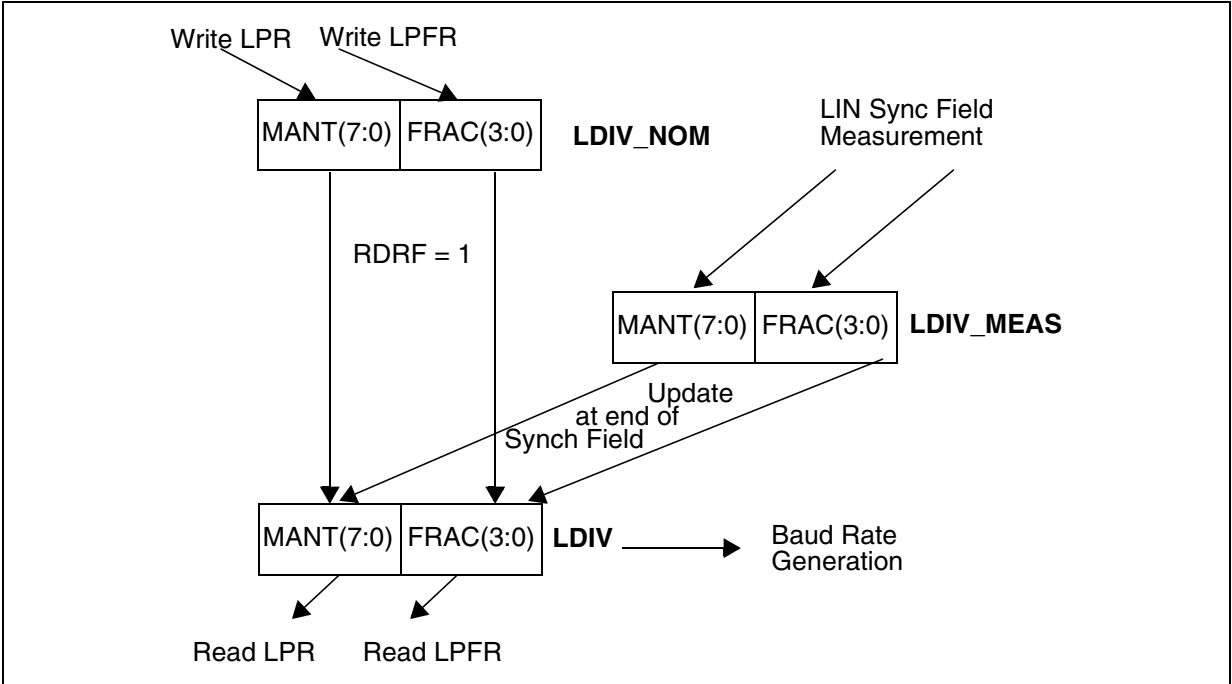 Write LPR
Write LPFR
MANT(7:0)
FRAC(3:0)
LDIV_NOM
LIN Sync Field
Measurement
RDRF = 1
MANT(7:0)
FRAC(3:0)
LDIV_MEAS
Update
at end of
Synch Field
MANT(7:0)
FRAC(3:0)
LDIV
Baud Rate
Generation
Read LPR
Read LPFR